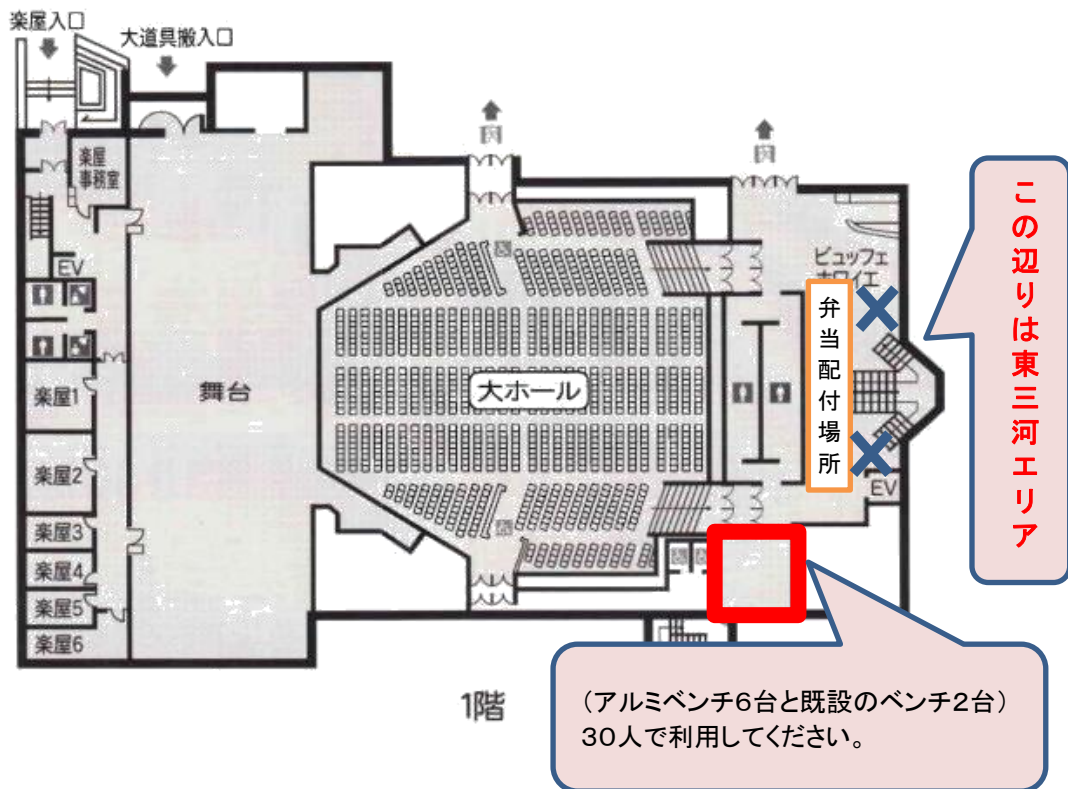 楽屋入口
大道具搬入口
楽屋
事務室
EV
楽屋1
楽屋2
楽屋3
楽屋4
楽屋5
楽屋6
舞台
大ホール
ビュッフェ
ホワイエ
弁当配付場所
EV
この辺りは東三河エリア
1階
(アルミベンチ6台と既設のベンチ2台)
30人で利用してください。